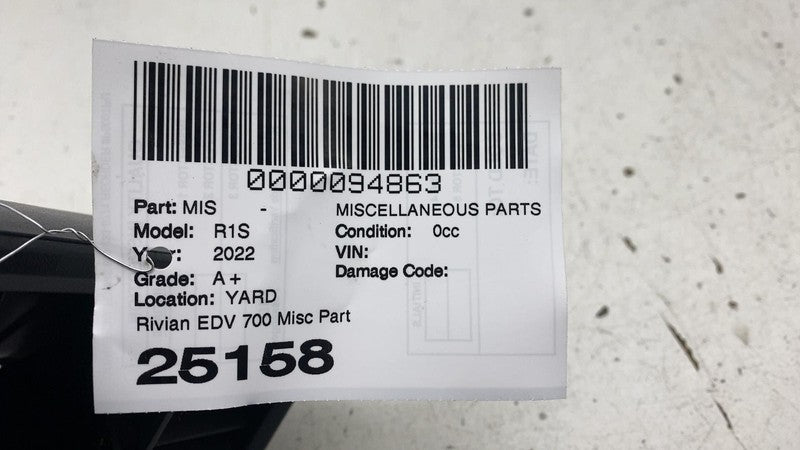 0000094863
Part: MIS - MISCELLANEOUS PARTS
Model: R1S Condition: 0cc
Year: 2022 VIN:
Grade: A+ Damage Code:
Location: YARD
Rivian EDV 700 Misc Part
25158